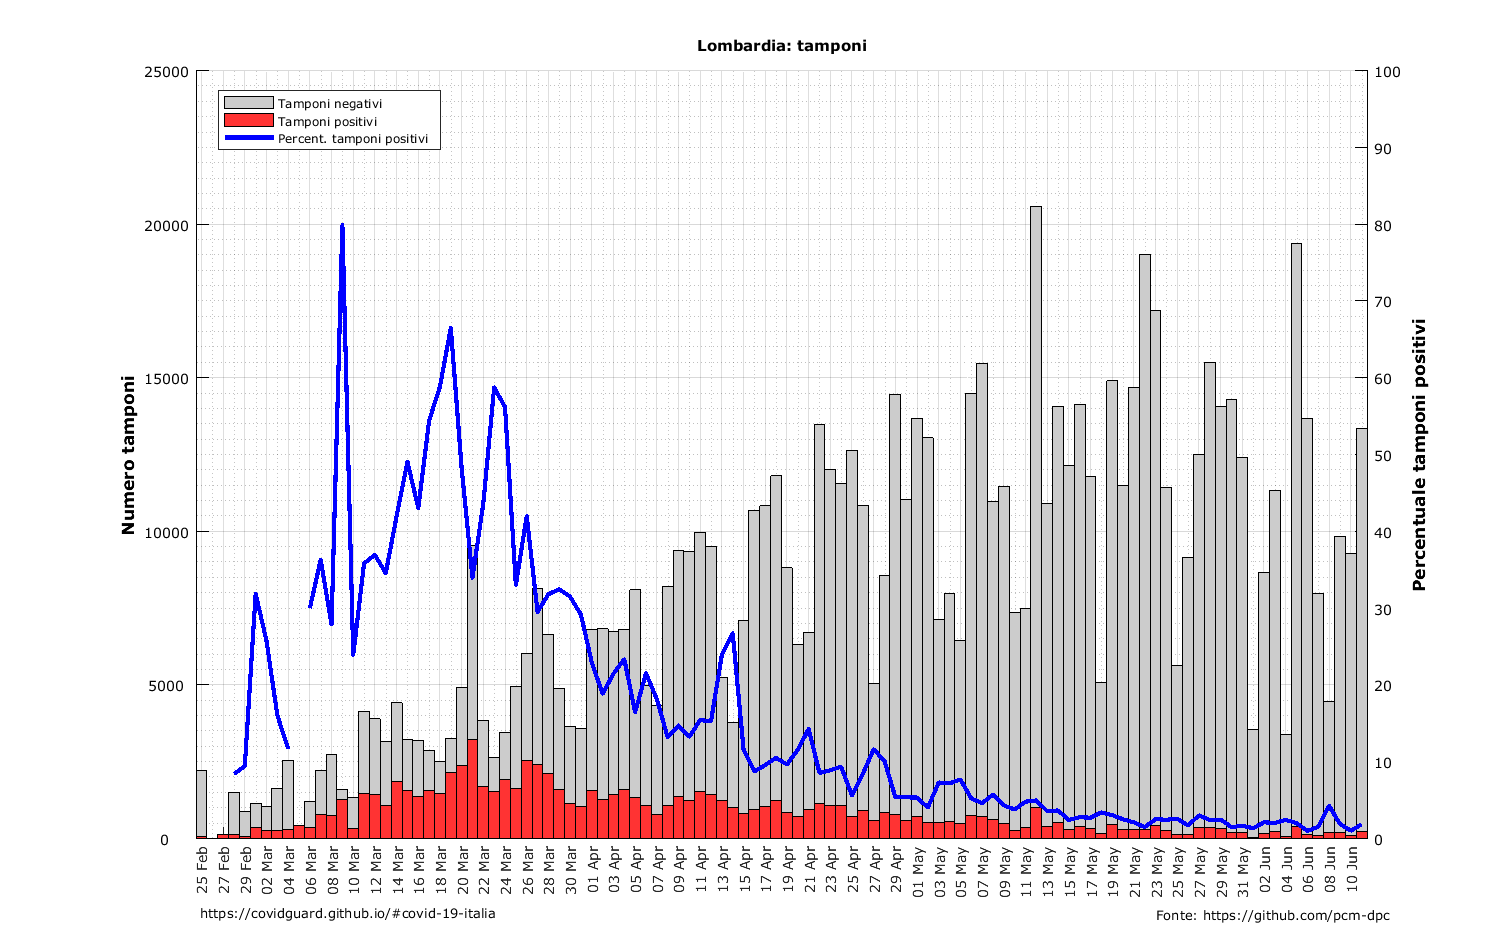 Lombardia: tamponi
25000
20000
15000
10000
5000
0
100
90
80
70
60
50
40
30
20
10
0
Tamponi negativi
Tamponi positivi
Percent. tamponi positivi
Numero tamponi
Percentuale tamponi positivi
25 Feb
27 Feb
29 Feb
02 Mar
04 Mar
06 Mar
08 Mar
10 Mar
12 Mar
14 Mar
16 Mar
18 Mar
20 Mar
22 Mar
24 Mar
26 Mar
28 Mar
30 Mar
01 Apr
03 Apr
05 Apr
07 Apr
09 Apr
11 Apr
13 Apr
15 Apr
17 Apr
19 Apr
21 Apr
23 Apr
25 Apr
27 Apr
29 Apr
01 May
03 May
05 May
07 May
09 May
11 May
13 May
15 May
17 May
19 May
21 May
23 May
25 May
27 May
29 May
31 May
02 Jun
04 Jun
06 Jun
08 Jun
10 Jun
https://covidguard.github.io/#covid-19-italia
Fonte: https://github.com/pcm-dpc